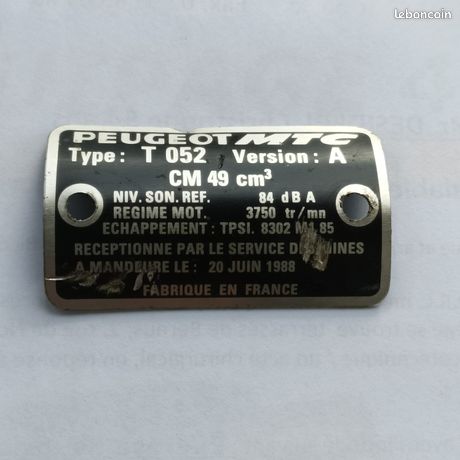 leboncoin
PEUGEOT MTC
Type: T 052 Version: A
CM 49 cm³
NIV. SON. REF. 84 dBA
REGIME MOT. 3750 tr/mn
ECHAPPEMENT: TPSI. 8302 M1 85
RECEPTIONNE PAR LE SERVICE DES MINES
A MANDEURE LE: 20 JUIN 1988
FABRIQUE EN FRANCE